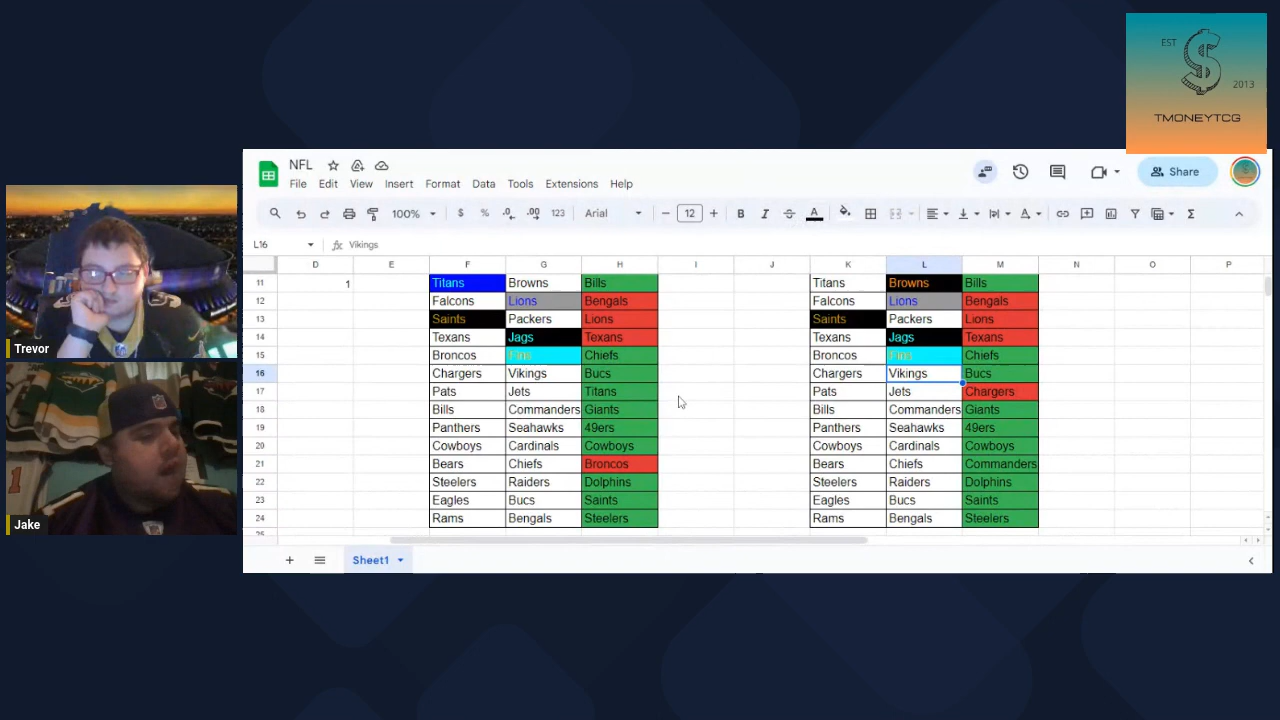 EST
2013
TMONEYTCG
NFL
File Edit View Insert Format Data Tools Extensions Help
Share
100% $ % .0 .00 123 Arial 12 B I A
L16 fx Vikings
D E F G H I J K L M N O P
11 1 Titans Browns Bills Titans Browns Bills
12 Falcons Lions Bengals Falcons Lions Bengals
13 Saints Packers Lions Saints Packers Lions
14 Texans Jags Texans Texans Jags Texans
15 Broncos Fins Chiefs Broncos Fins Chiefs
16 Chargers Vikings Bucs Chargers Vikings Bucs
17 Pats Jets Titans Pats Jets Chargers
18 Bills Commanders Giants Bills Commanders Giants
19 Panthers Seahawks 49ers Panthers Seahawks 49ers
20 Cowboys Cardinals Cowboys Cowboys Cardinals Cowboys
21 Bears Chiefs Broncos Bears Chiefs Commanders
22 Steelers Raiders Dolphins Steelers Raiders Dolphins
23 Eagles Bucs Saints Eagles Bucs Saints
24 Rams Bengals Steelers Rams Bengals Steelers
Sheet1
Trevor
Jake